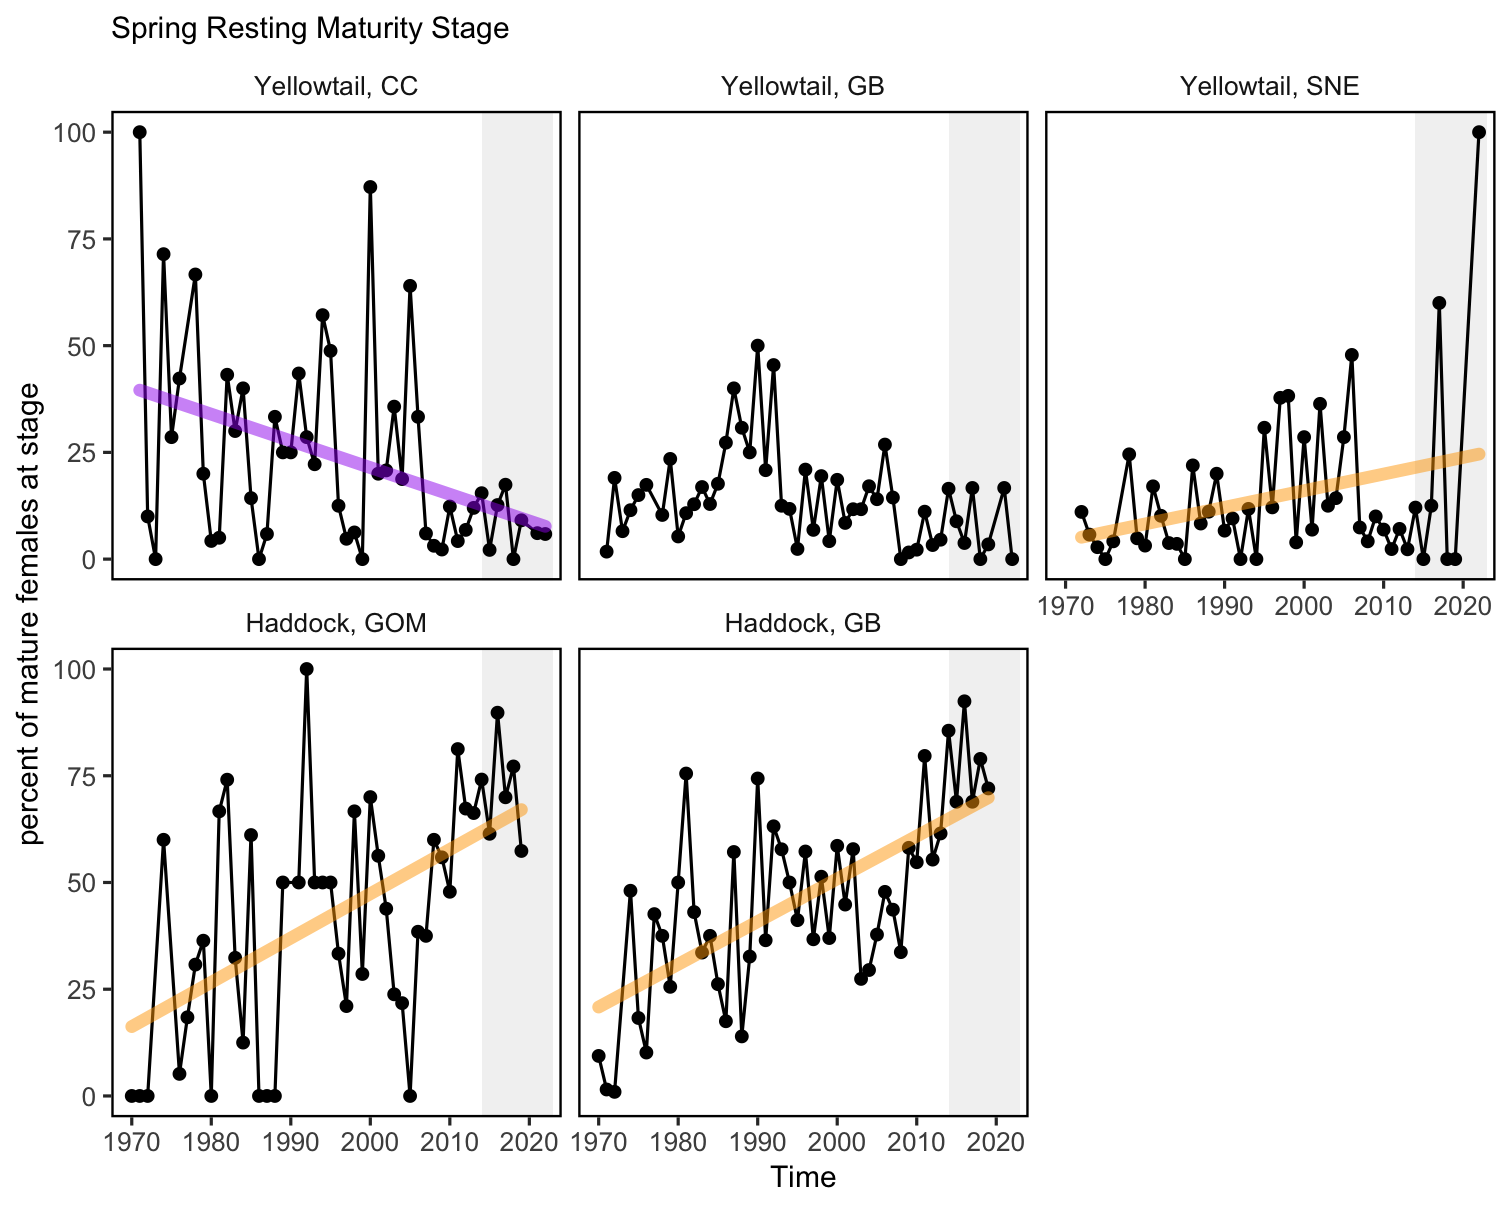 Spring Resting Maturity Stage
Yellowtail, CC
Yellowtail, GB
Yellowtail, SNE
100
75
50
25
0
1970 1980 1990 2000 2010 2020
Haddock, GOM
Haddock, GB
100
75
50
25
0
1970 1980 1990 2000 2010 2020
1970 1980 1990 2000 2010 2020
percent of mature females at stage
Time